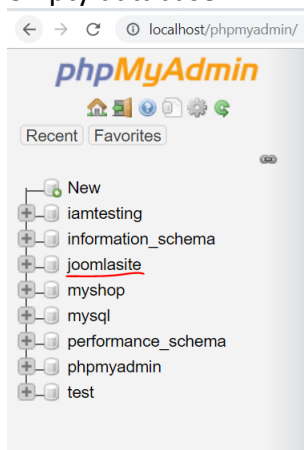 localhost/phpmyadmin/
phpMyAdmin
Recent Favorites
New
iamtesting
information_schema
joomlasite
myshop
mysql
performance_schema
phpmyadmin
test